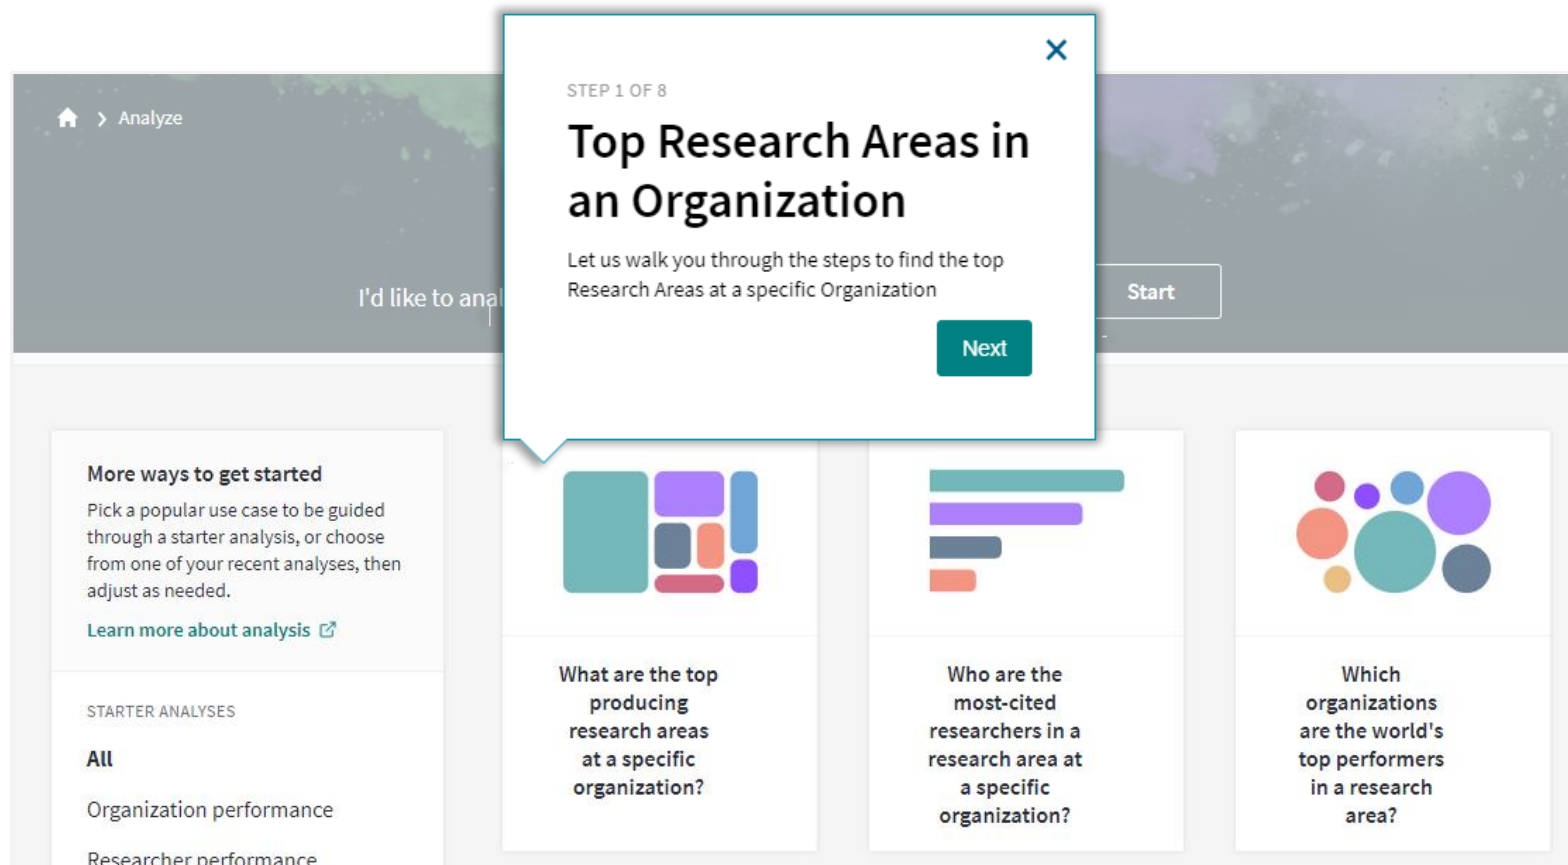 STEP 1 OF 8
Top Research Areas in
an Organization
Let us walk you through the steps to find the top
Research Areas at a specific Organization
Next
Analyze
I'd like to anal
Start
More ways to get started
Pick a popular use case to be guided
through a starter analysis, or choose
from one of your recent analyses, then
adjust as needed.
Learn more about analysis
STARTER ANALYSES
All
Organization performance
Researcher performance
What are the top
producing
research areas
at a specific
organization?
Who are the
most-cited
researchers in a
research area at
a specific
organization?
Which
organizations
are the world's
top performers
in a research
area?